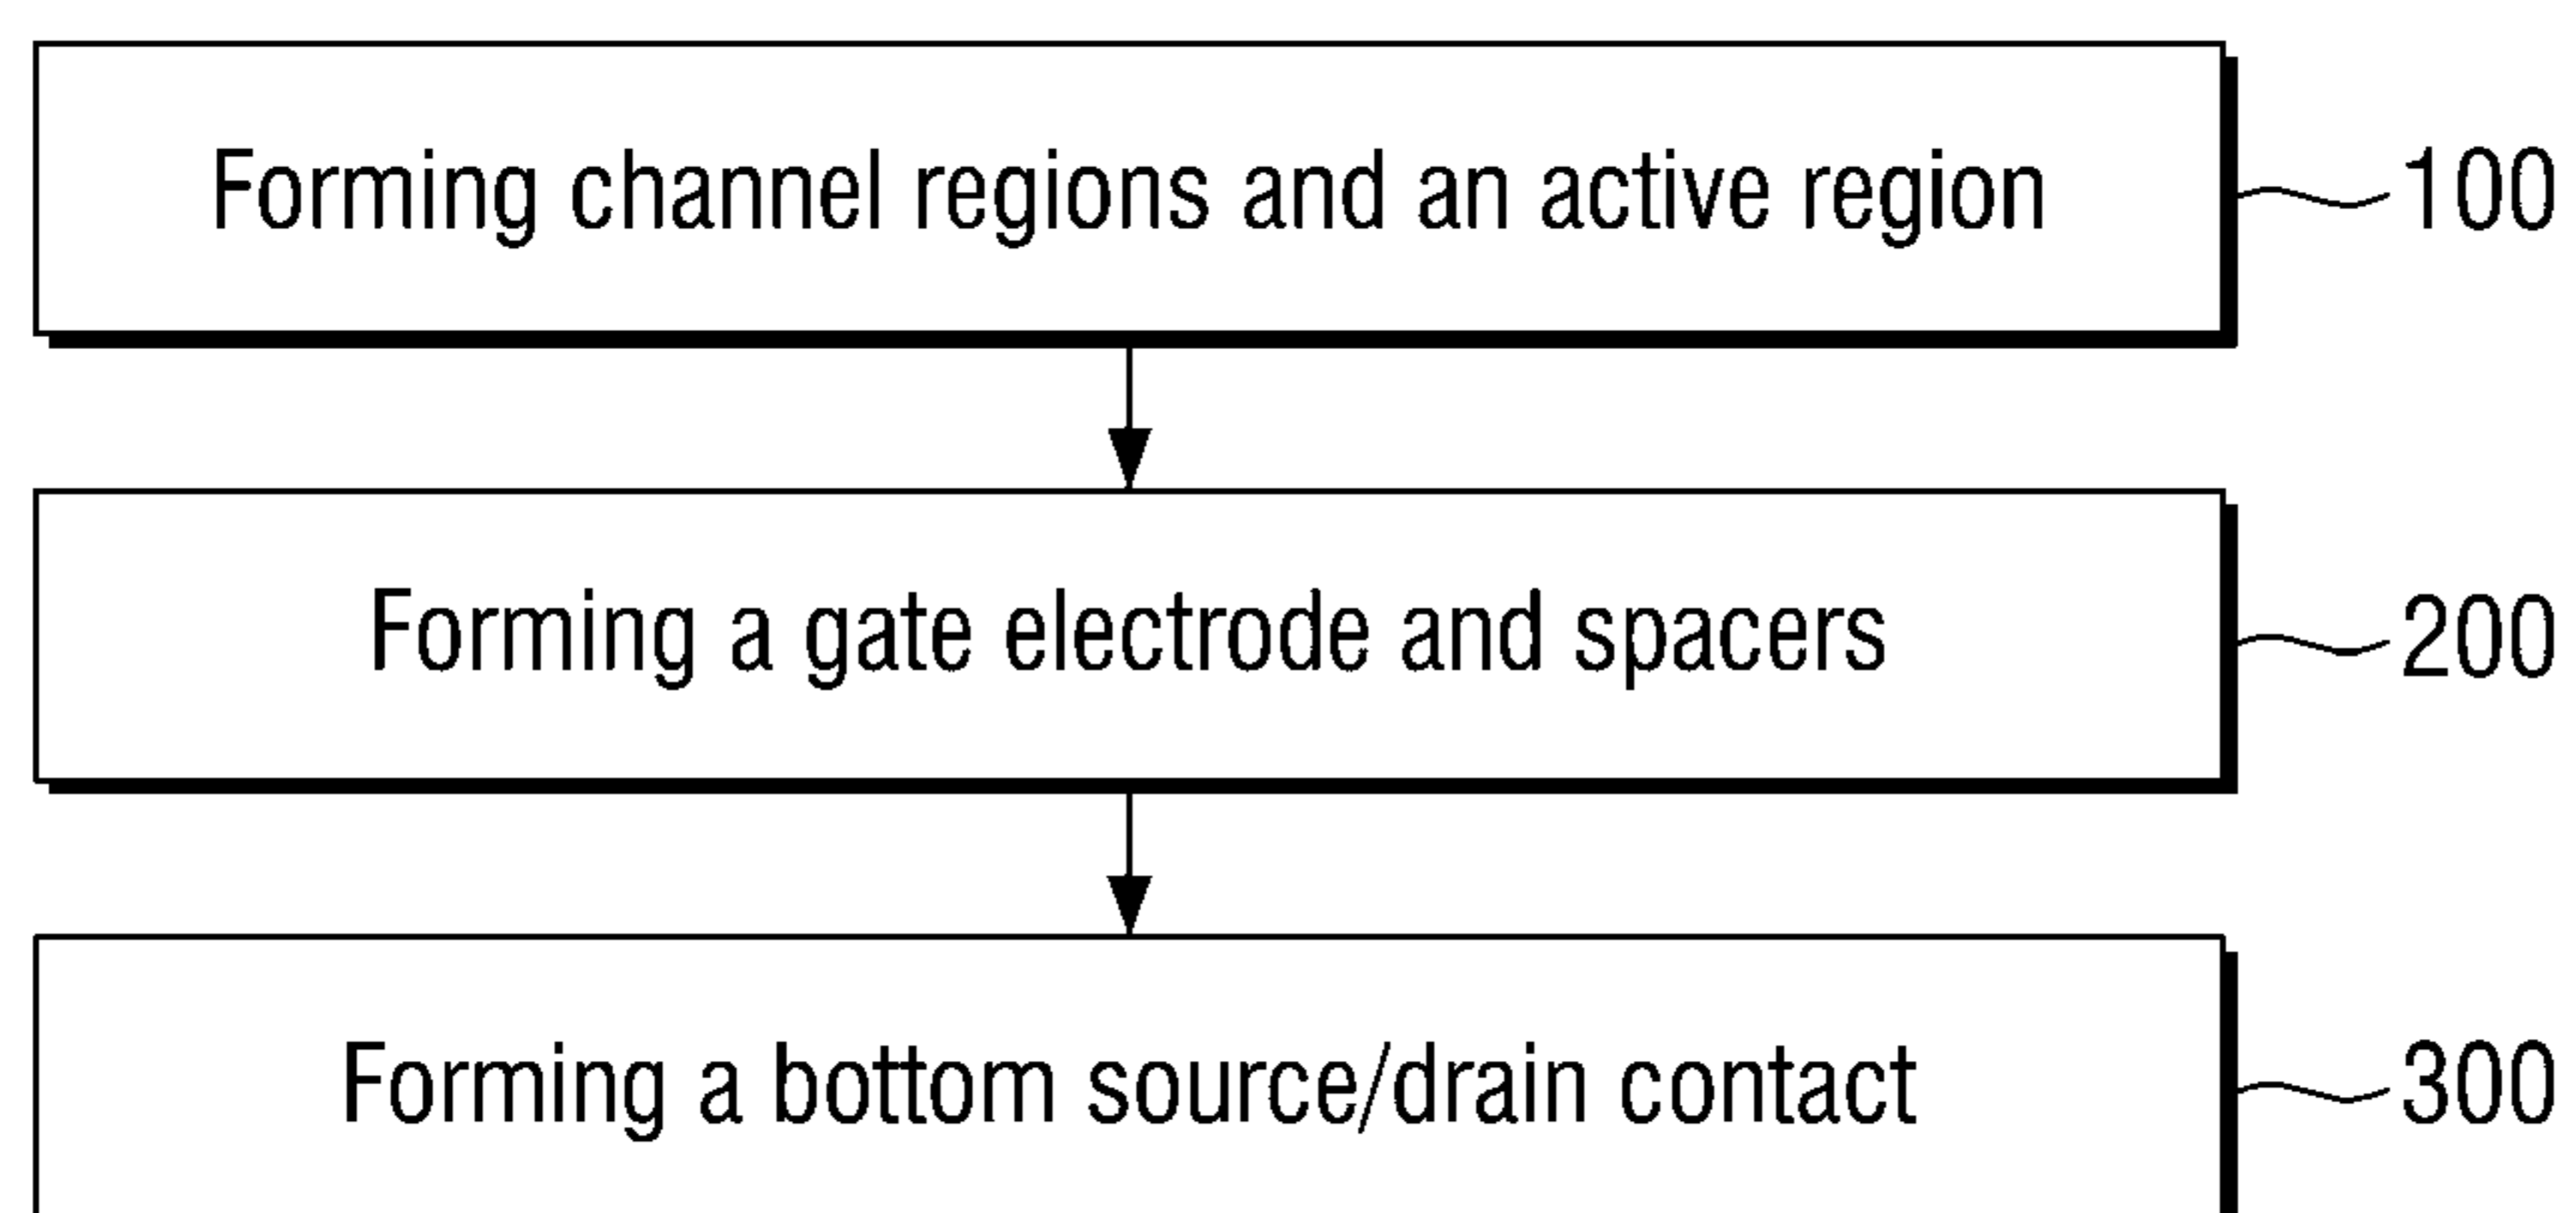 Forming channel regions and an active region
100
Forming a gate electrode and spacers
200
Forming a bottom source/drain contact
300